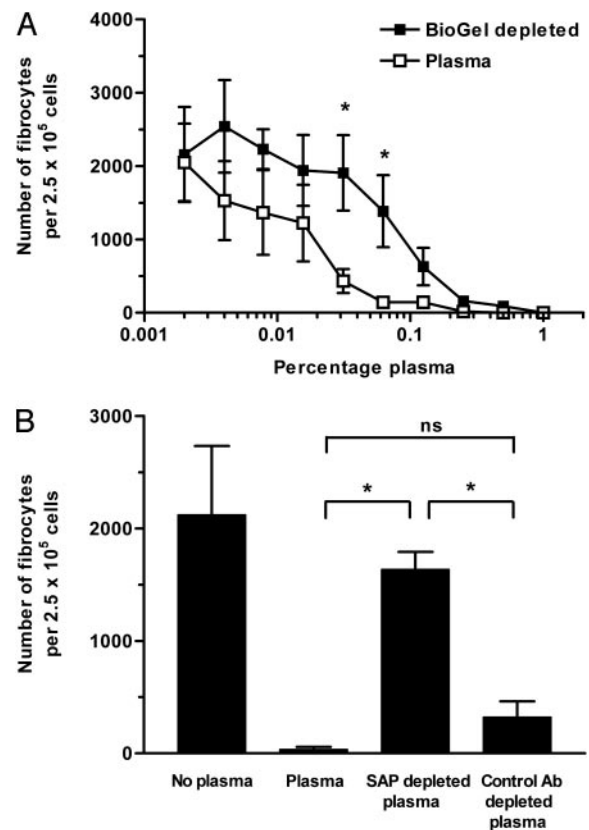 A
BioGel depleted
Plasma
Number of fibrocytes
per 2.5 x 10⁵ cells
4000
3000
2000
1000
0
*
*
0.001
0.01
0.1
1
Percentage plasma
B
Number of fibrocytes
per 2.5 x 10⁵ cells
3000
2000
1000
0
ns
*
*
No plasma
Plasma
SAP depleted
plasma
Control Ab
depleted
plasma